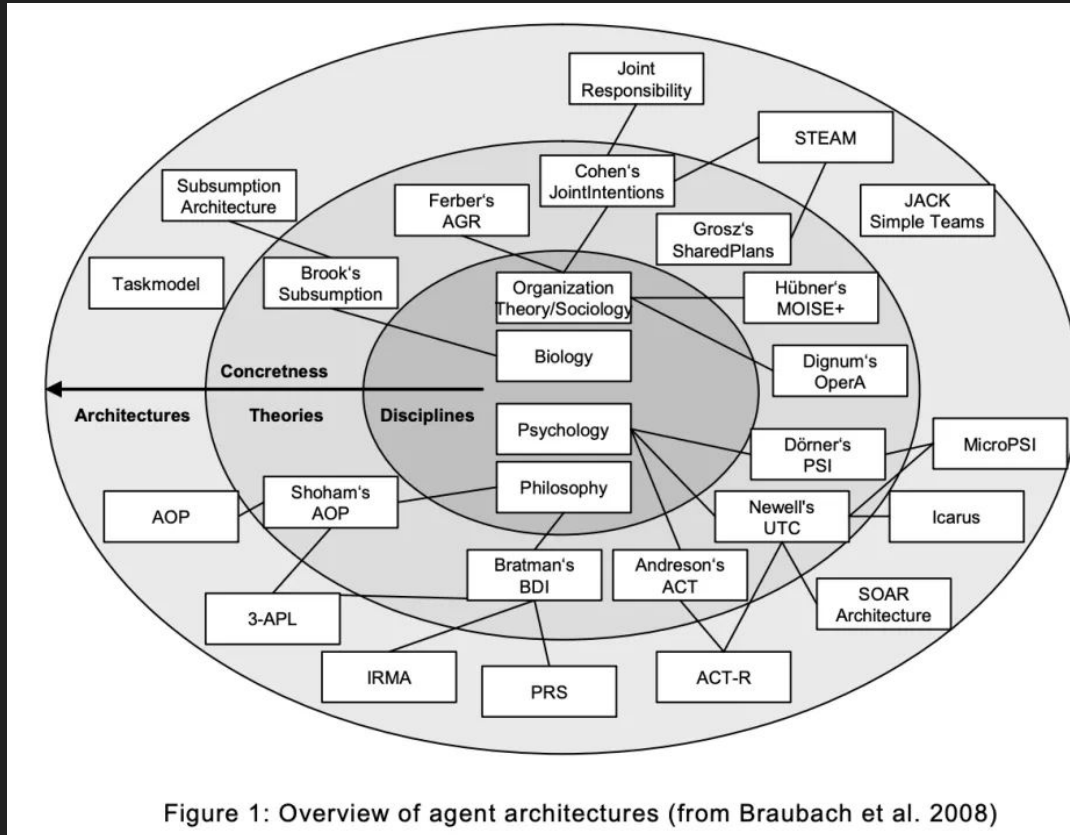 Joint
Responsibility
STEAM
Cohen's
JointIntentions
Subsumption
Architecture
Ferber's
AGR
JACK
Simple Teams
Grosz's
SharedPlans
Taskmodel
Brook's
Subsumption
Organization
Theory/Sociology
Hübner's
MOISE+
Biology
Dignum's
OperA
Concretness
Architectures
Theories
Disciplines
Psychology
Dörner's
PSI
MicroPSI
Philosophy
Shoham's
AOP
AOP
Newell's
UTC
Icarus
Bratman's
BDI
Andreson's
ACT
SOAR
Architecture
3-APL
IRMA
PRS
ACT-R
Figure 1: Overview of agent architectures (from Braubach et al. 2008)